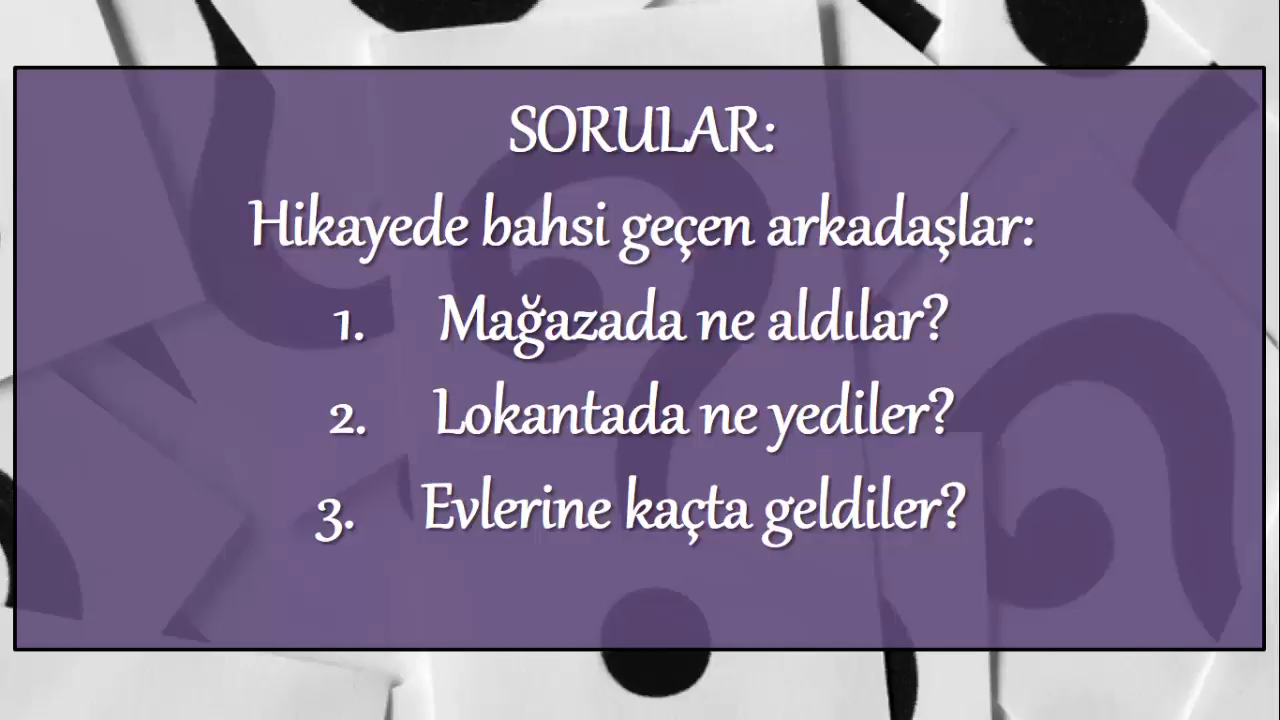 SORULAR:
Hikayede bahsi geçen arkadaşlar:
1. Mağazada ne aldılar?
2. Lokantada ne yediler?
3. Evlerine kaçta geldiler?